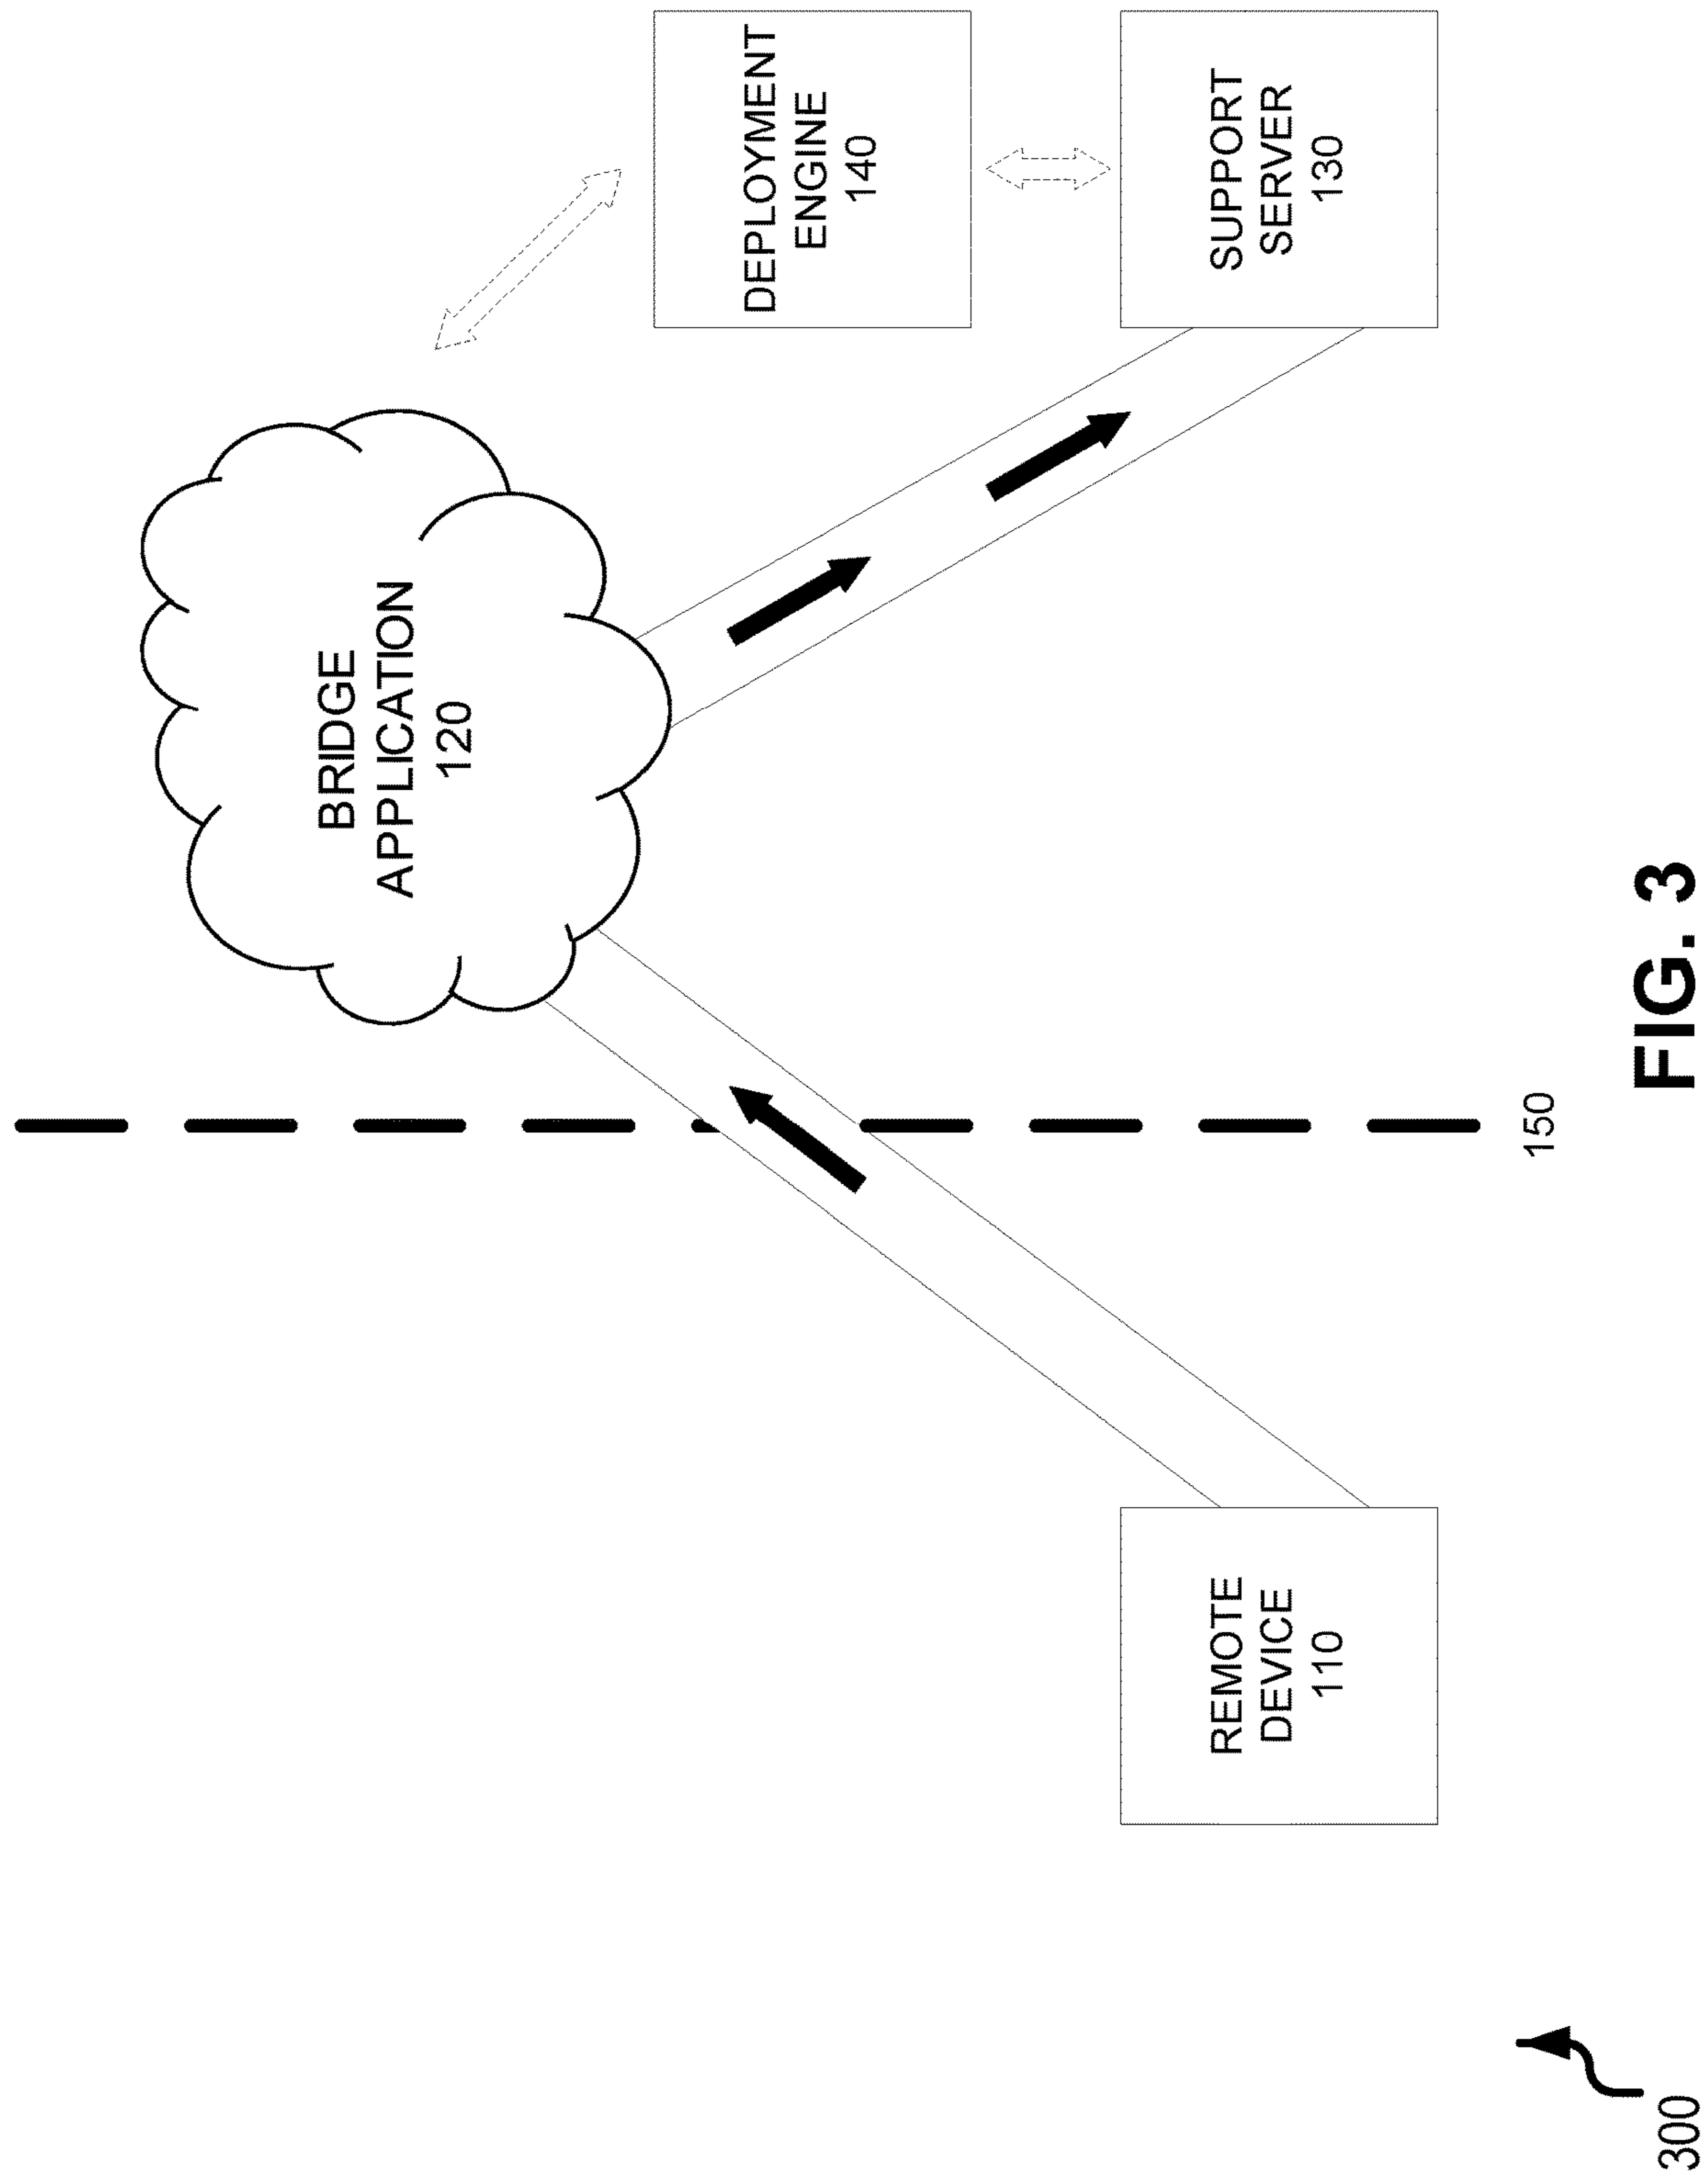 BRIDGE
APPLICATION
120
DEPLOYMENT
ENGINE
140
REMOTE
DEVICE
110
SUPPORT
SERVER
130
150
300
FIG. 3